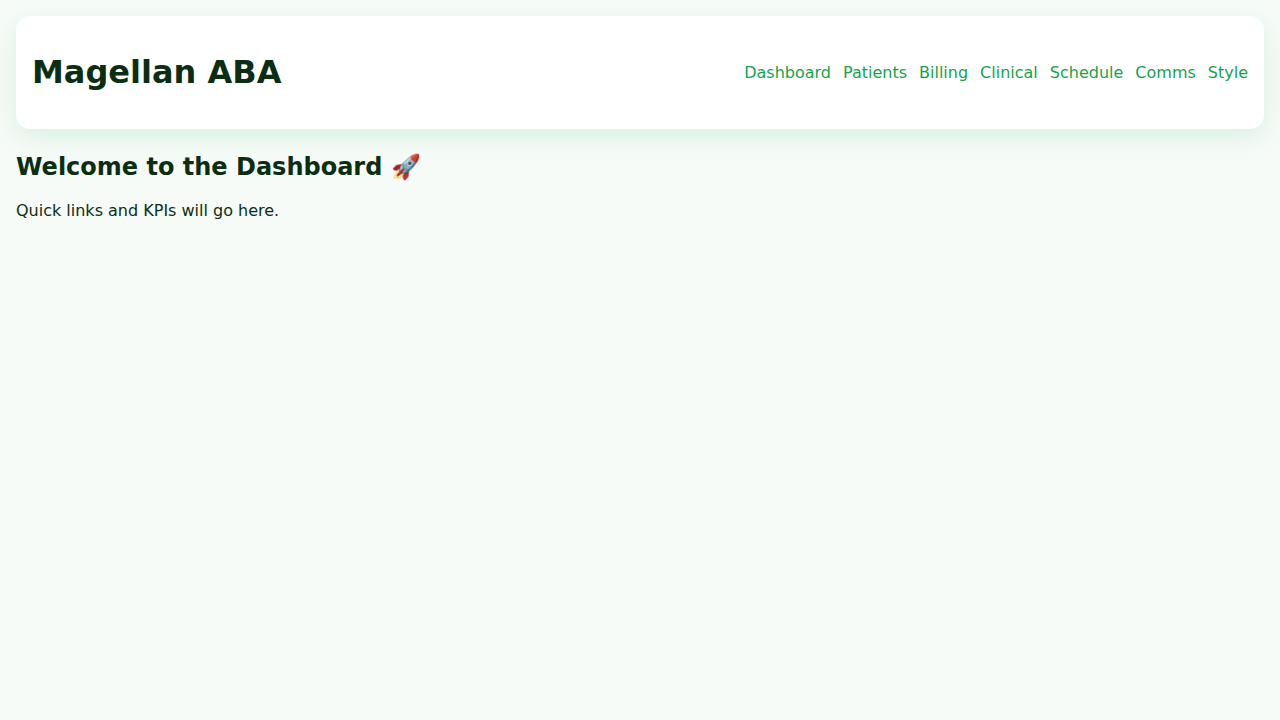 Magellan ABA
Dashboard Patients Billing Clinical Schedule Comms Style
Welcome to the Dashboard 🚀
Quick links and KPIs will go here.